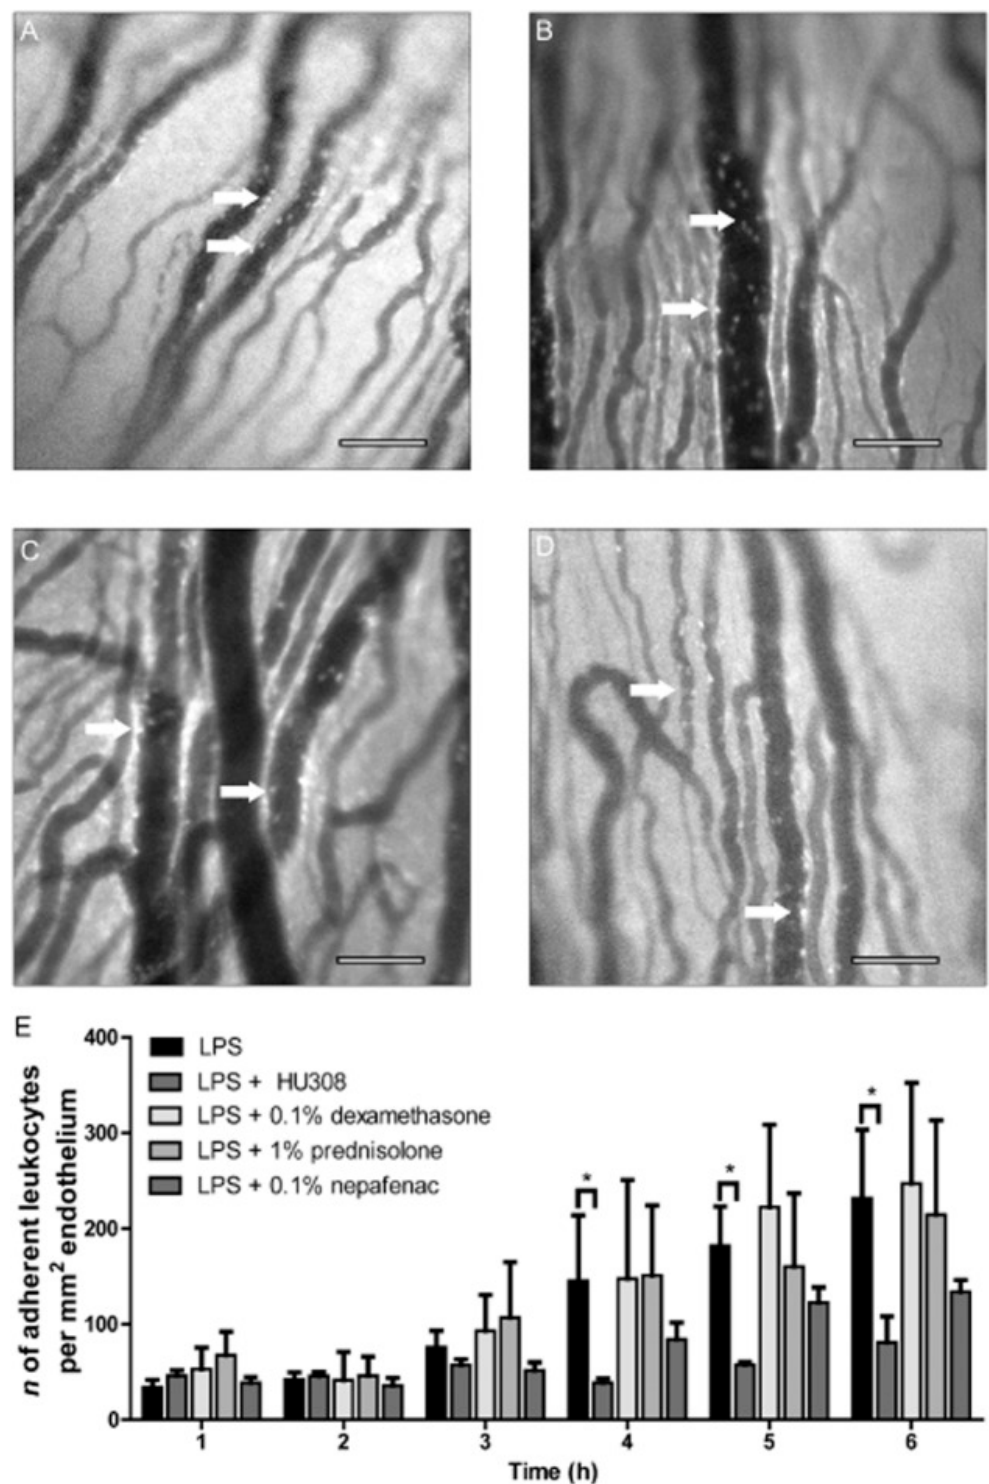 A
B
C
D
E
n of adherent leukocytes
per mm² endothelium
400
300
200
100
0
LPS
LPS + HU308
LPS + 0.1% dexamethasone
LPS + 1% prednisolone
LPS + 0.1% nepafenac
*
*
*
1 2 3 4 5 6
Time (h)